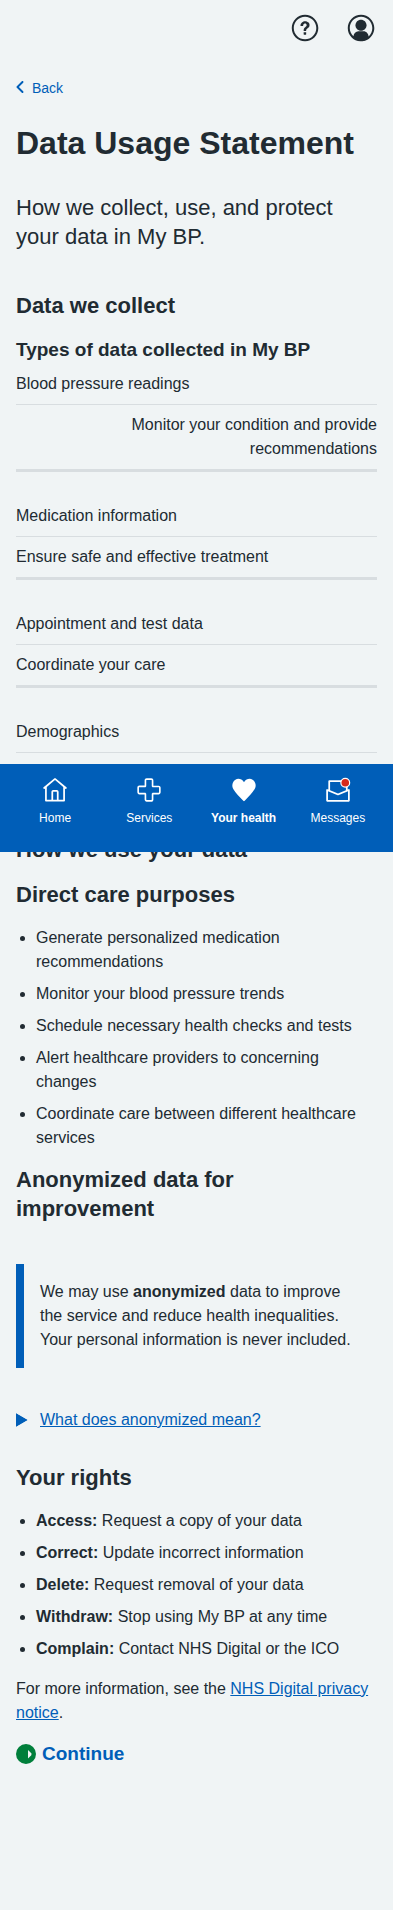 Back
Data Usage Statement
How we collect, use, and protect
your data in My BP.
Data we collect
Types of data collected in My BP
Blood pressure readings
Monitor your condition and provide
recommendations
Medication information
Ensure safe and effective treatment
Appointment and test data
Coordinate your care
Demographics
Home
Services
Your health
Messages
How we use your data
Direct care purposes
• Generate personalized medication
recommendations
• Monitor your blood pressure trends
• Schedule necessary health checks and tests
• Alert healthcare providers to concerning
changes
• Coordinate care between different healthcare
services
Anonymized data for
improvement
We may use anonymized data to improve
the service and reduce health inequalities.
Your personal information is never included.
What does anonymized mean?
Your rights
• Access: Request a copy of your data
• Correct: Update incorrect information
• Delete: Request removal of your data
• Withdraw: Stop using My BP at any time
• Complain: Contact NHS Digital or the ICO
For more information, see the NHS Digital privacy
notice.
Continue